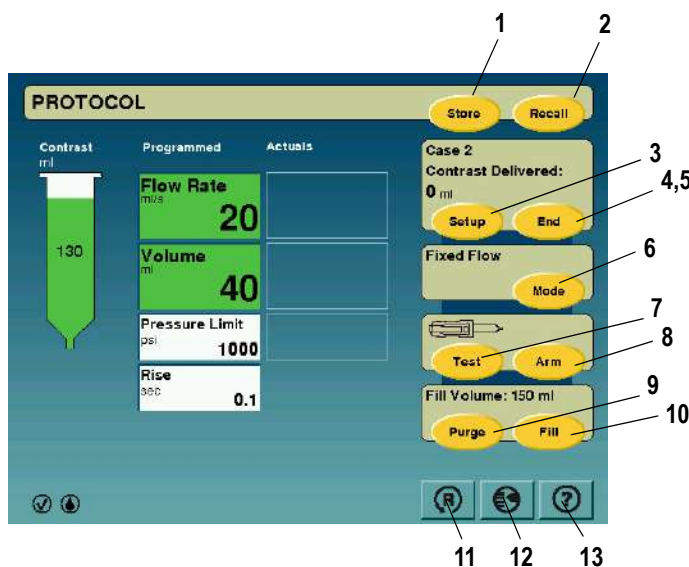 1 2
PROTOCOL
Store Recall
Contrast
ml
Programmed
Actuals
130
Flow Rate
ml/s
20
Volume
ml
40
Pressure Limit
psi
1000
Rise
sec
0.1
Case 2
Contrast Delivered:
0 ml
Setup End
3
4,5
Fixed Flow
Mode
6
Test Arm
7
8
Fill Volume: 150 ml
Purge Fill
9
10
R ?
11 12 13